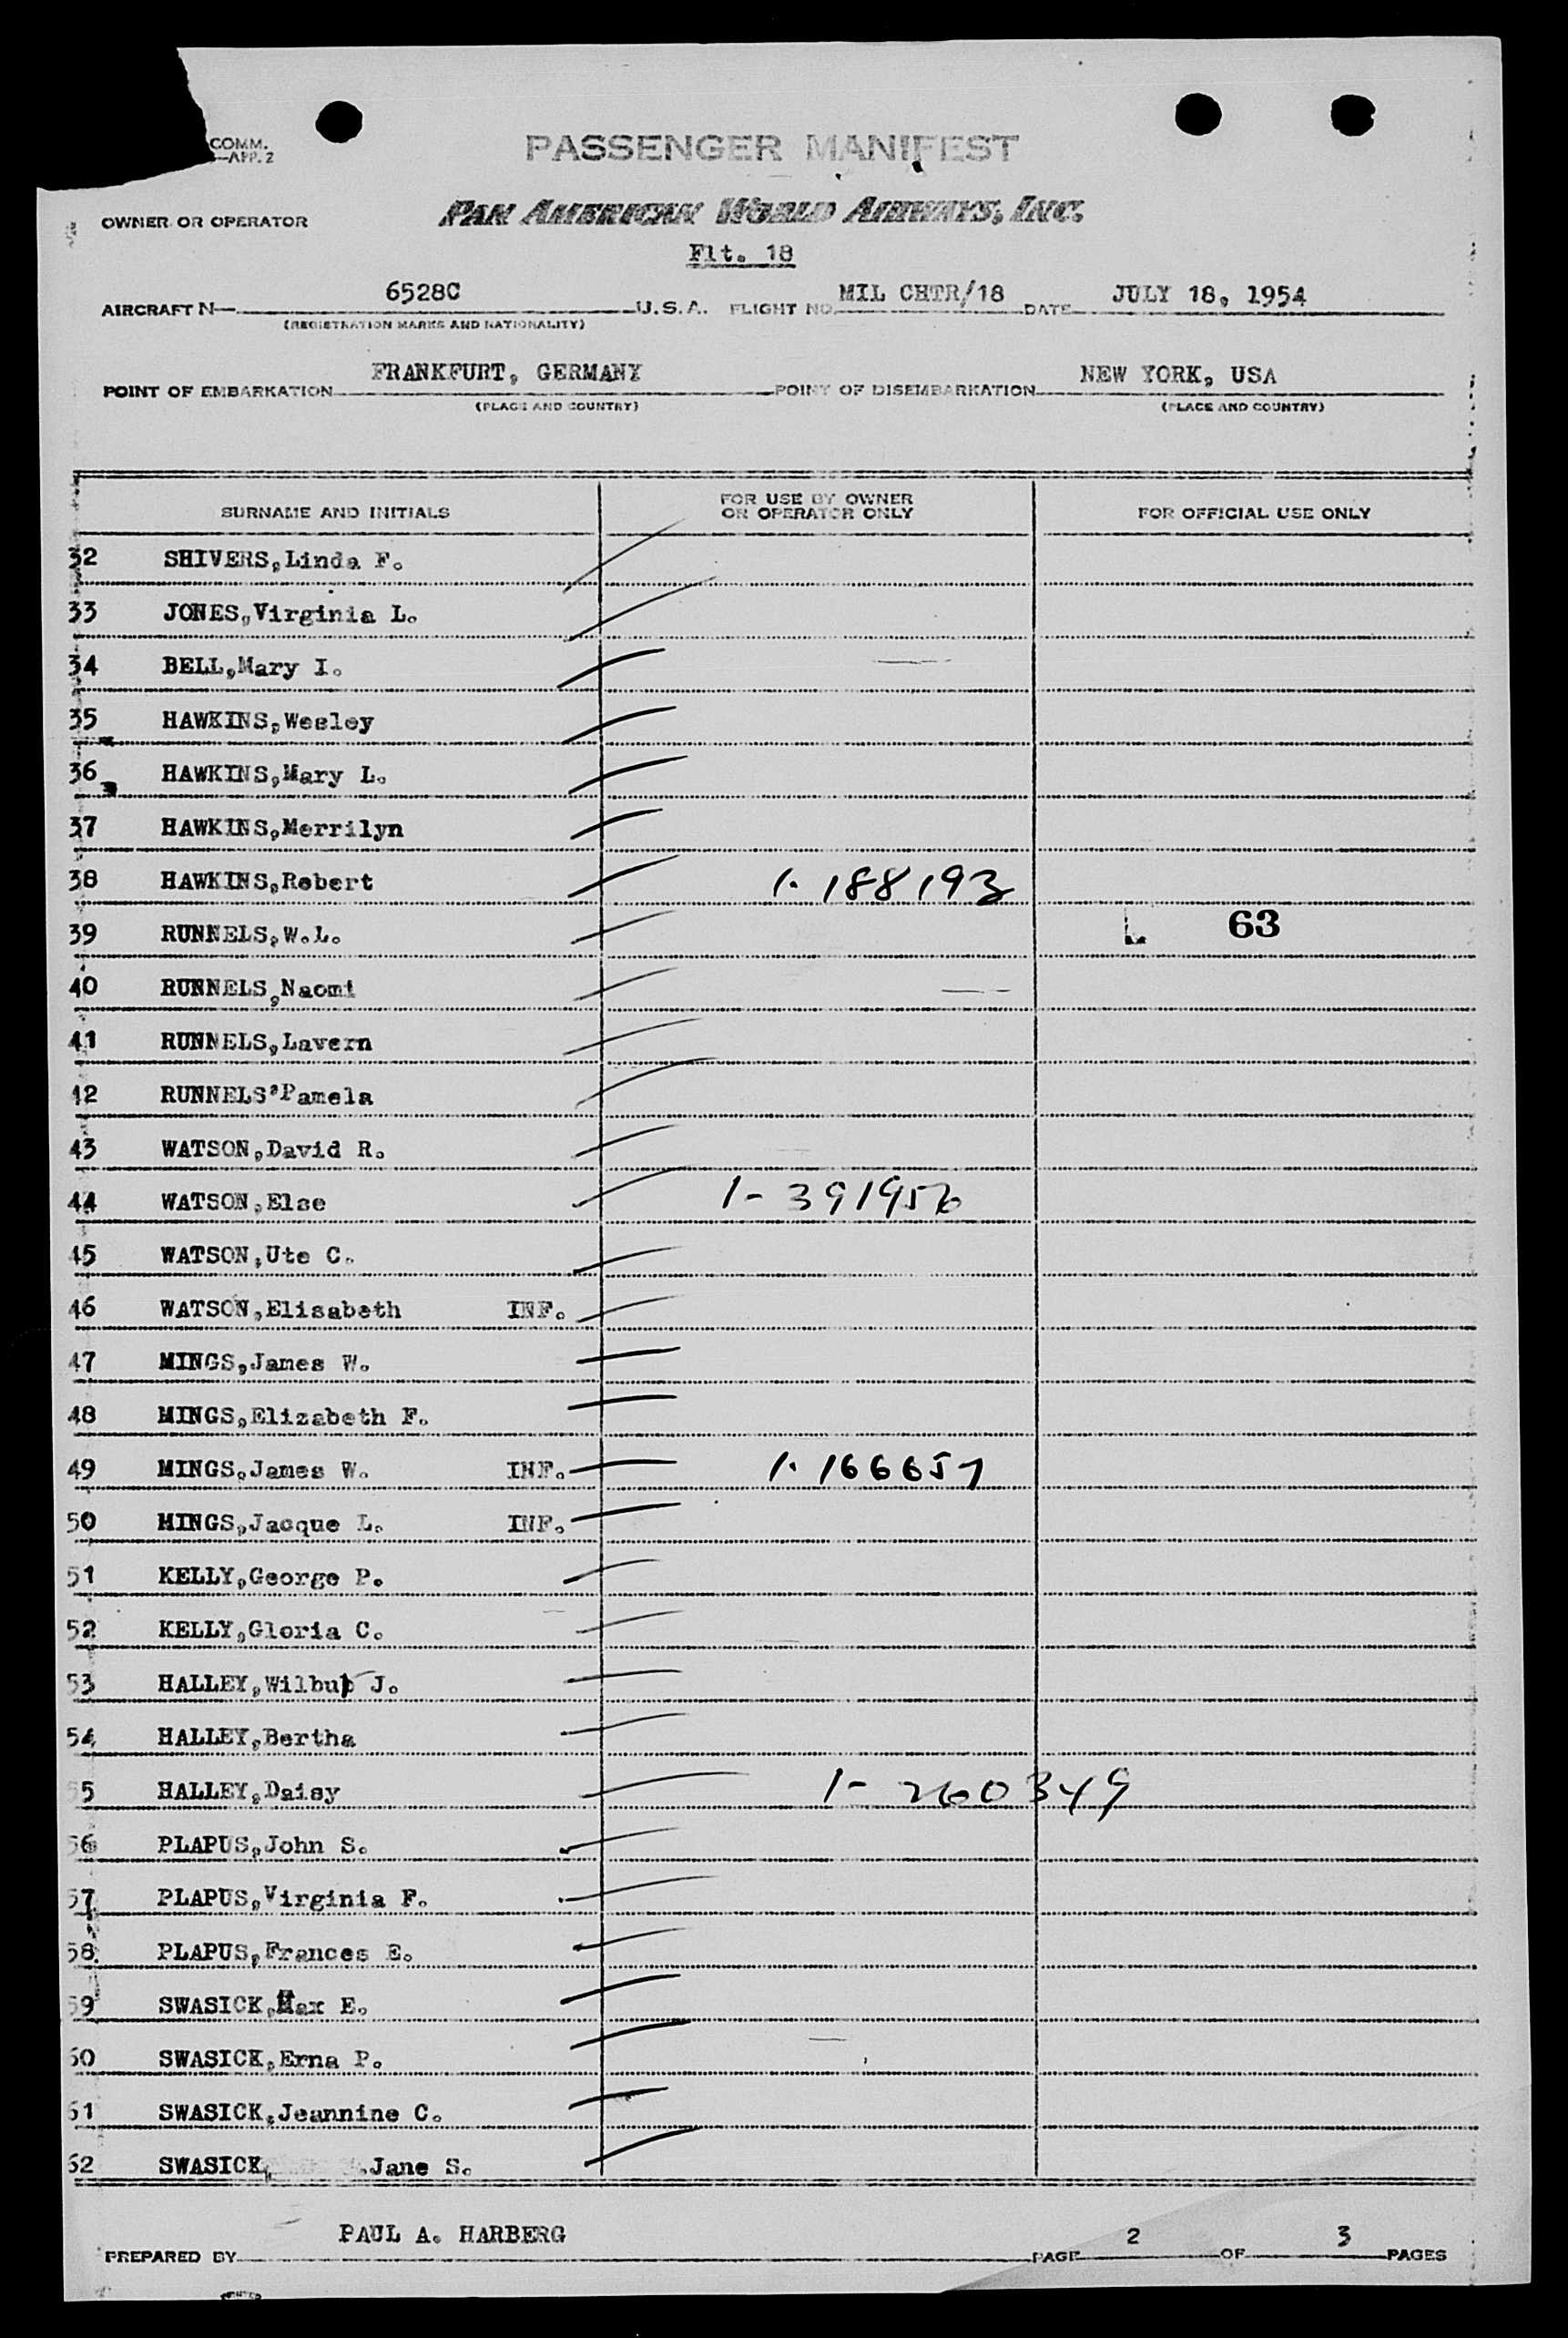 COMM.
—APP. 2
PASSENGER MANIFEST
OWNER OR OPERATOR PAN AMERICAN WORLD AIRWAYS, INC.
Flt. 18
AIRCRAFT N— 6528C U.S.A. FLIGHT NO. MIL CHTR/18 DATE JULY 18, 1954
(REGISTRATION MARKS AND NATIONALITY)
POINT OF EMBARKATION FRANKFURT, GERMANY POINT OF DISEMBARKATION NEW YORK, USA
(PLACE AND COUNTRY) (PLACE AND COUNTRY)
SURNAME AND INITIALS FOR USE BY OWNER OR OPERATOR ONLY FOR OFFICIAL USE ONLY
32 SHIVERS,Linda F.
33 JONES,Virginia L.
34 BELL,Mary I.
35 HAWKINS,Wesley
36 HAWKINS,Mary L.
37 HAWKINS,Merrilyn
38 HAWKINS,Robert 1. 188193
39 RUNNELS,W.L. L 63
40 RUNNELS,Naomi
41 RUNNELS,Lavern
42 RUNNELS,Pamela
43 WATSON,David R.
44 WATSON,Else 1- 391956
45 WATSON,Ute C.
46 WATSON,Elisabeth INF.
47 MINGS,James W.
48 MINGS,Elizabeth F.
49 MINGS,James W. INF. 1. 166657
50 MINGS,Jacque L. INF.
51 KELLY,George P.
52 KELLY,Gloria C.
53 HALLEY,Wilbur J.
54 HALLEY,Bertha
55 HALLEY,Daisy 1- 260349
56 PLAPUS,John S.
57 PLAPUS,Virginia F.
58 PLAPUS,Frances E.
59 SWASICK,Max E.
60 SWASICK,Erna P.
61 SWASICK,Jeannine C.
62 SWASICK, Jane S.
PREPARED BY PAUL A. HARBERG PAGE 2 OF 3 PAGES